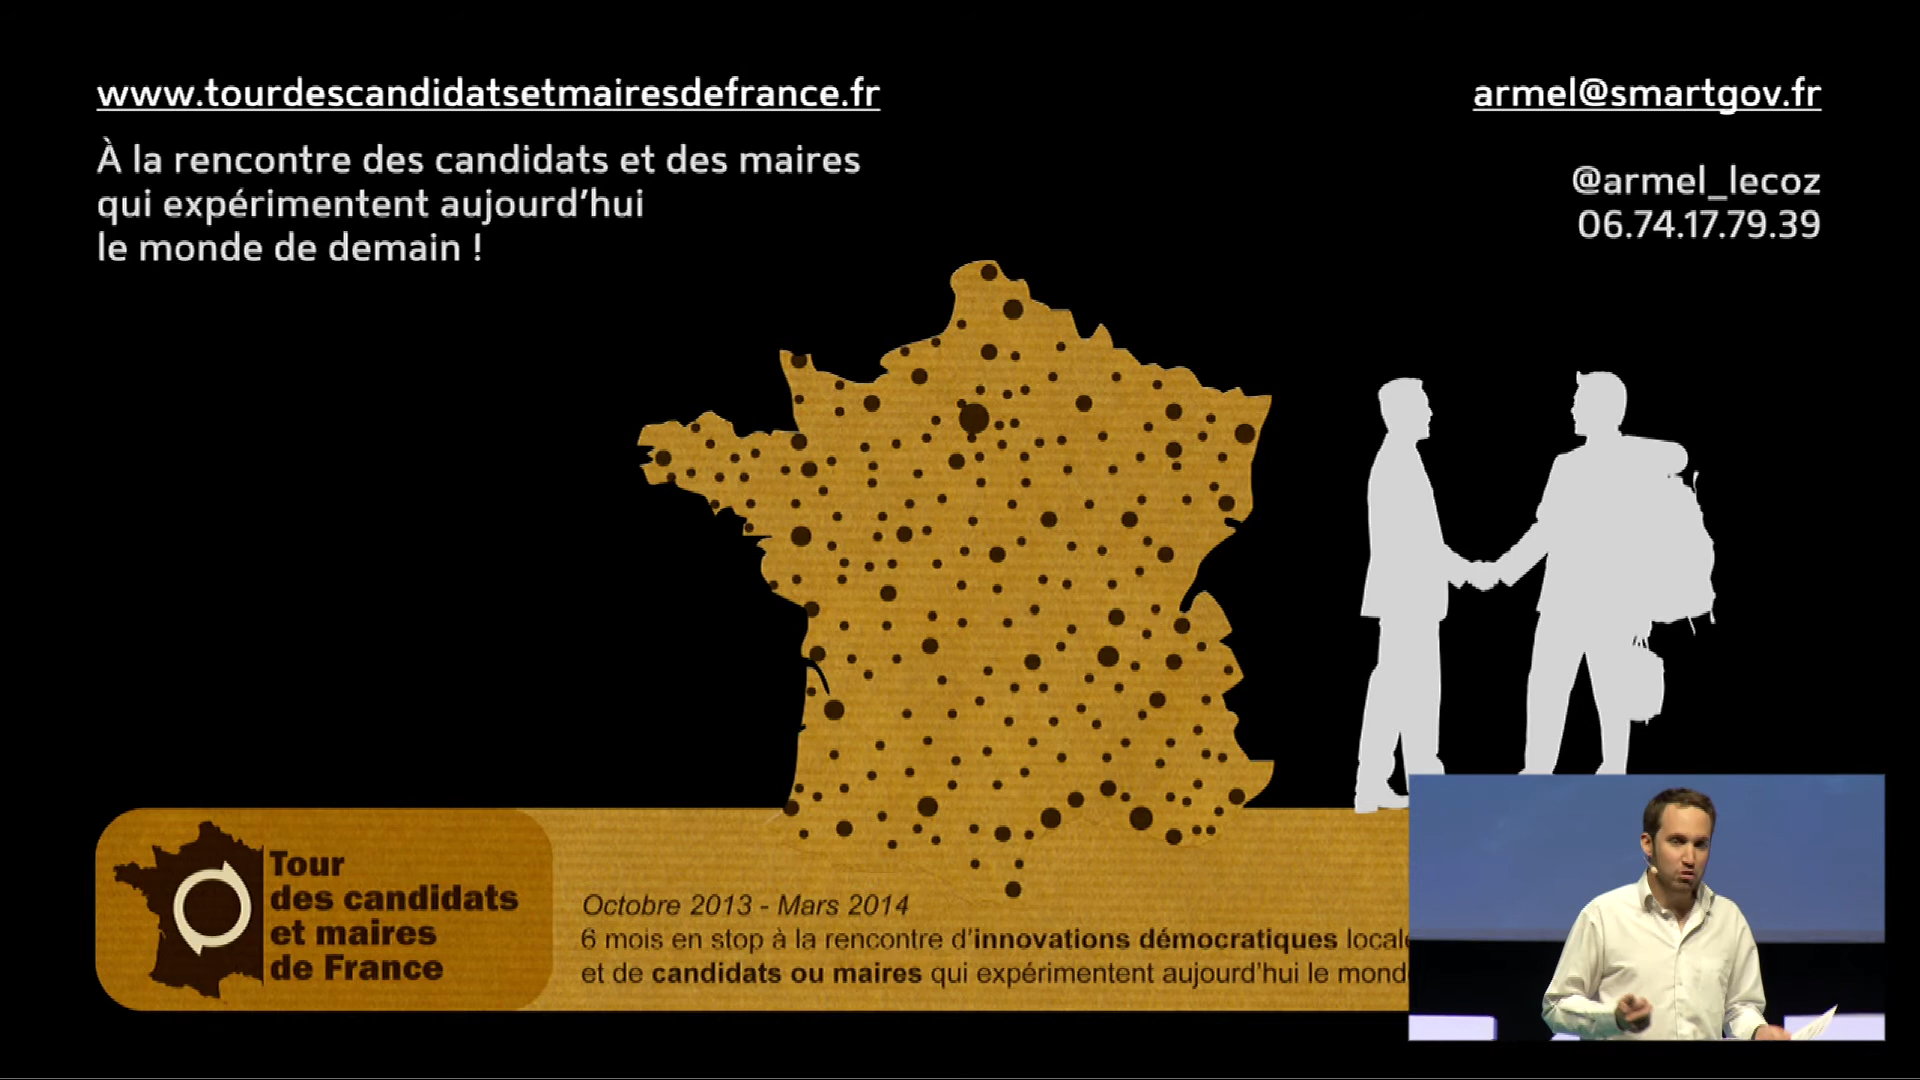 www.tourdescandidatsetmairesdefrance.fr
À la rencontre des candidats et des maires
qui expérimentent aujourd’hui
le monde de demain !
armel@smartgov.fr
@armel_lecoz
06.74.17.79.39
Tour
des candidats
et maires
de France
Octobre 2013 - Mars 2014
6 mois en stop à la rencontre d'innovations démocratiques
et de candidats ou maires qui expérimentent aujourd'hui le